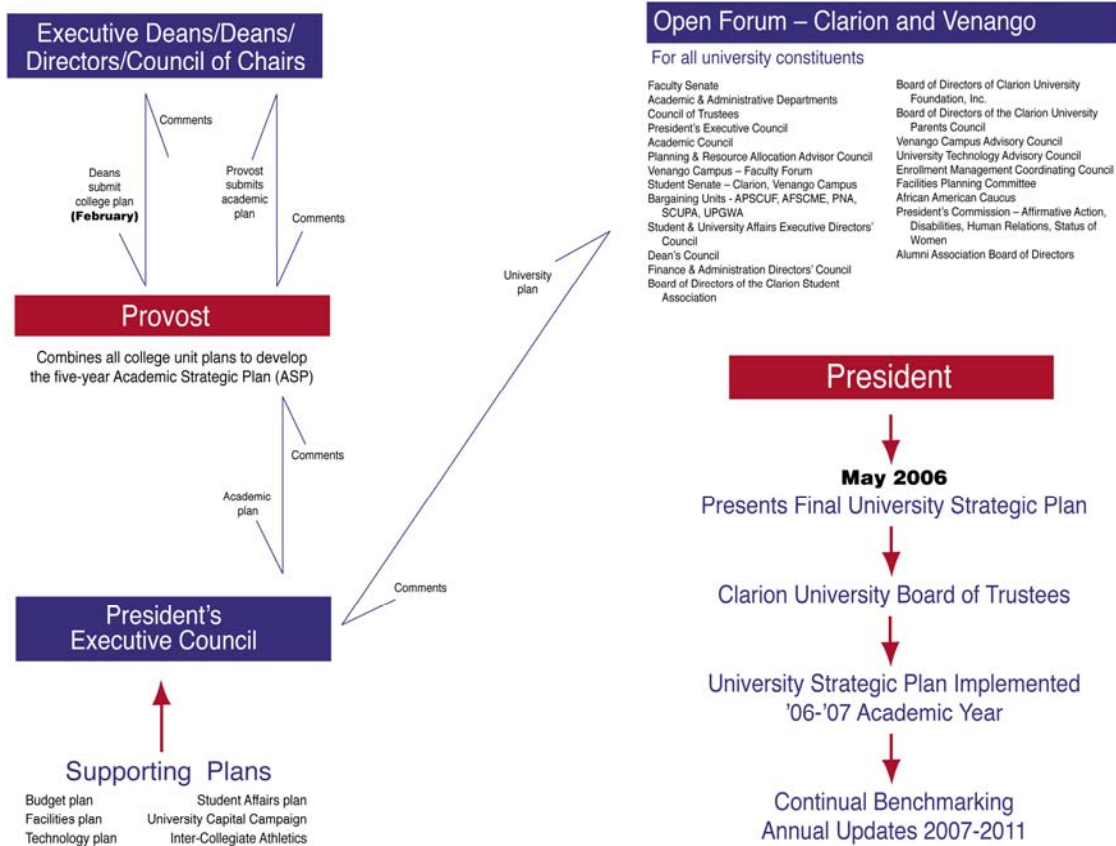 Executive Deans/Deans/
Directors/Council of Chairs
Comments
Deans
submit
college plan
(February)
Provost
submits
academic
plan
Comments
Provost
Combines all college unit plans to develop
the five-year Academic Strategic Plan (ASP)
Comments
Academic
plan
President's
Executive Council
Supporting Plans
Budget plan
Facilities plan
Technology plan
Student Affairs plan
University Capital Campaign
Inter-Collegiate Athletics
University
plan
Comments
Open Forum – Clarion and Venango
For all university constituents
Faculty Senate
Academic & Administrative Departments
Council of Trustees
President's Executive Council
Academic Council
Planning & Resource Allocation Advisor Council
Venango Campus – Faculty Forum
Student Senate – Clarion, Venango Campus
Bargaining Units - APSCUF, AFSCME, PNA,
SCUPA, UPGWA
Student & University Affairs Executive Directors'
Council
Dean's Council
Finance & Administration Directors' Council
Board of Directors of the Clarion Student
Association
Board of Directors of Clarion University
Foundation, Inc.
Board of Directors of the Clarion University
Parents Council
Venango Campus Advisory Council
University Technology Advisory Council
Enrollment Management Coordinating Council
Facilities Planning Committee
African American Caucus
President's Commission – Affirmative Action,
Disabilities, Human Relations, Status of
Women
Alumni Association Board of Directors
President
May 2006
Presents Final University Strategic Plan
Clarion University Board of Trustees
University Strategic Plan Implemented
'06-'07 Academic Year
Continual Benchmarking
Annual Updates 2007-2011